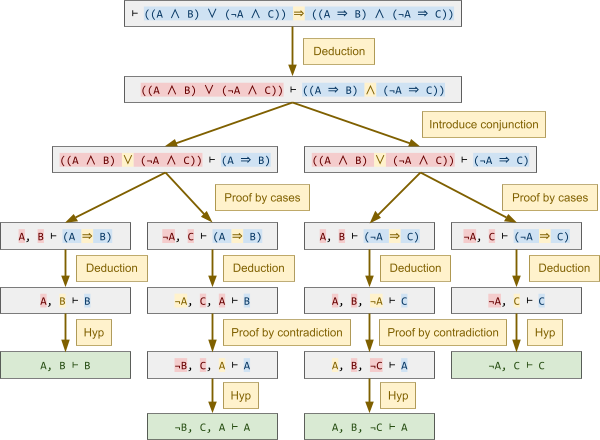 ⊢ ((A ∧ B) ∨ (¬A ∧ C)) ⇒ ((A ⇒ B) ∧ (¬A ⇒ C))
Deduction
((A ∧ B) ∨ (¬A ∧ C)) ⊢ ((A ⇒ B) ∧ (¬A ⇒ C))
Introduce conjunction
((A ∧ B) ∨ (¬A ∧ C)) ⊢ (A ⇒ B)
((A ∧ B) ∨ (¬A ∧ C)) ⊢ (¬A ⇒ C)
Proof by cases
Proof by cases
A, B ⊢ (A ⇒ B)
¬A, C ⊢ (A ⇒ B)
A, B ⊢ (¬A ⇒ C)
¬A, C ⊢ (¬A ⇒ C)
Deduction
Deduction
Deduction
Deduction
A, B ⊢ B
¬A, C, A ⊢ B
A, B, ¬A ⊢ C
¬A, C ⊢ C
Hyp
Proof by contradiction
Proof by contradiction
Hyp
A, B ⊢ B
¬B, C, A ⊢ A
A, B, ¬C ⊢ A
¬A, C ⊢ C
Hyp
Hyp
¬B, C, A ⊢ A
A, B, ¬C ⊢ A